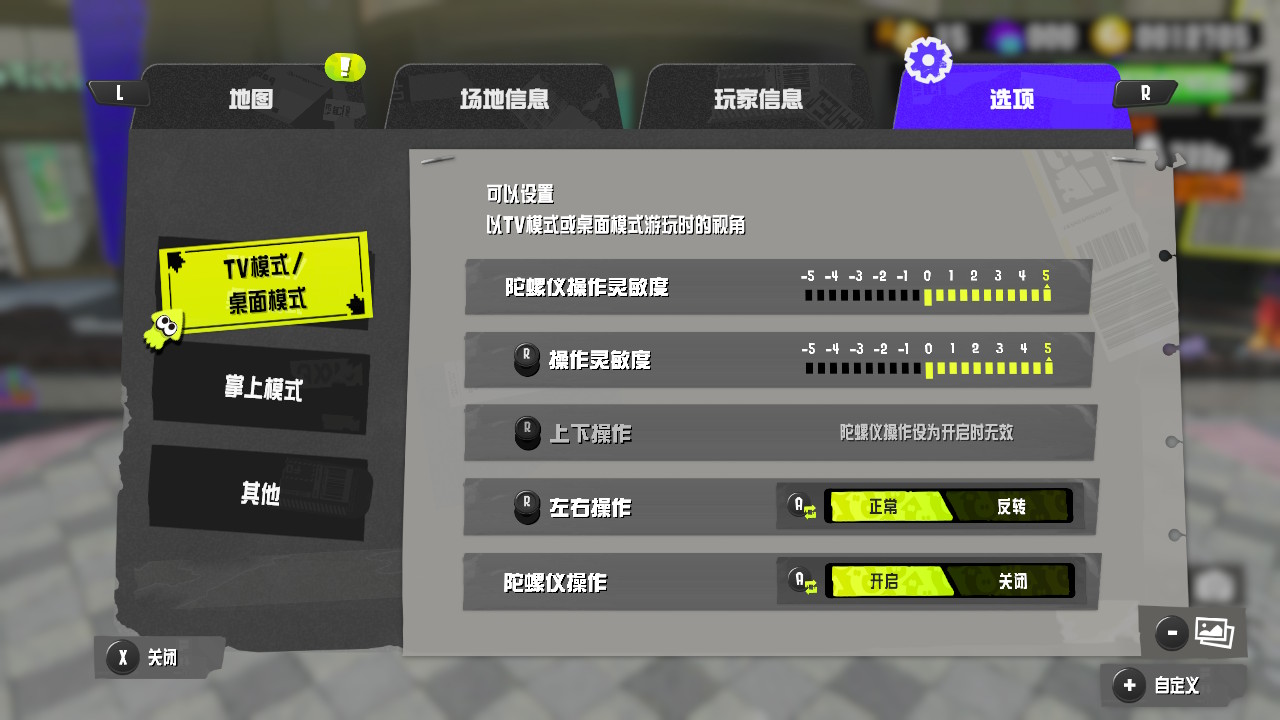 L
地图
!
场地信息
玩家信息
选项
R
可以设置
以TV模式或桌面模式游玩时的视角
TV模式/
桌面模式
掌上模式
其他
陀螺仪操作灵敏度
-5 -4 -3 -2 -1 0 1 2 3 4 5
R 操作灵敏度
-5 -4 -3 -2 -1 0 1 2 3 4 5
R 上下操作
陀螺仪操作设为开启时无效
R 左右操作
A 正常 反转
陀螺仪操作
A 开启 关闭
X 关闭
-
+ 自定义